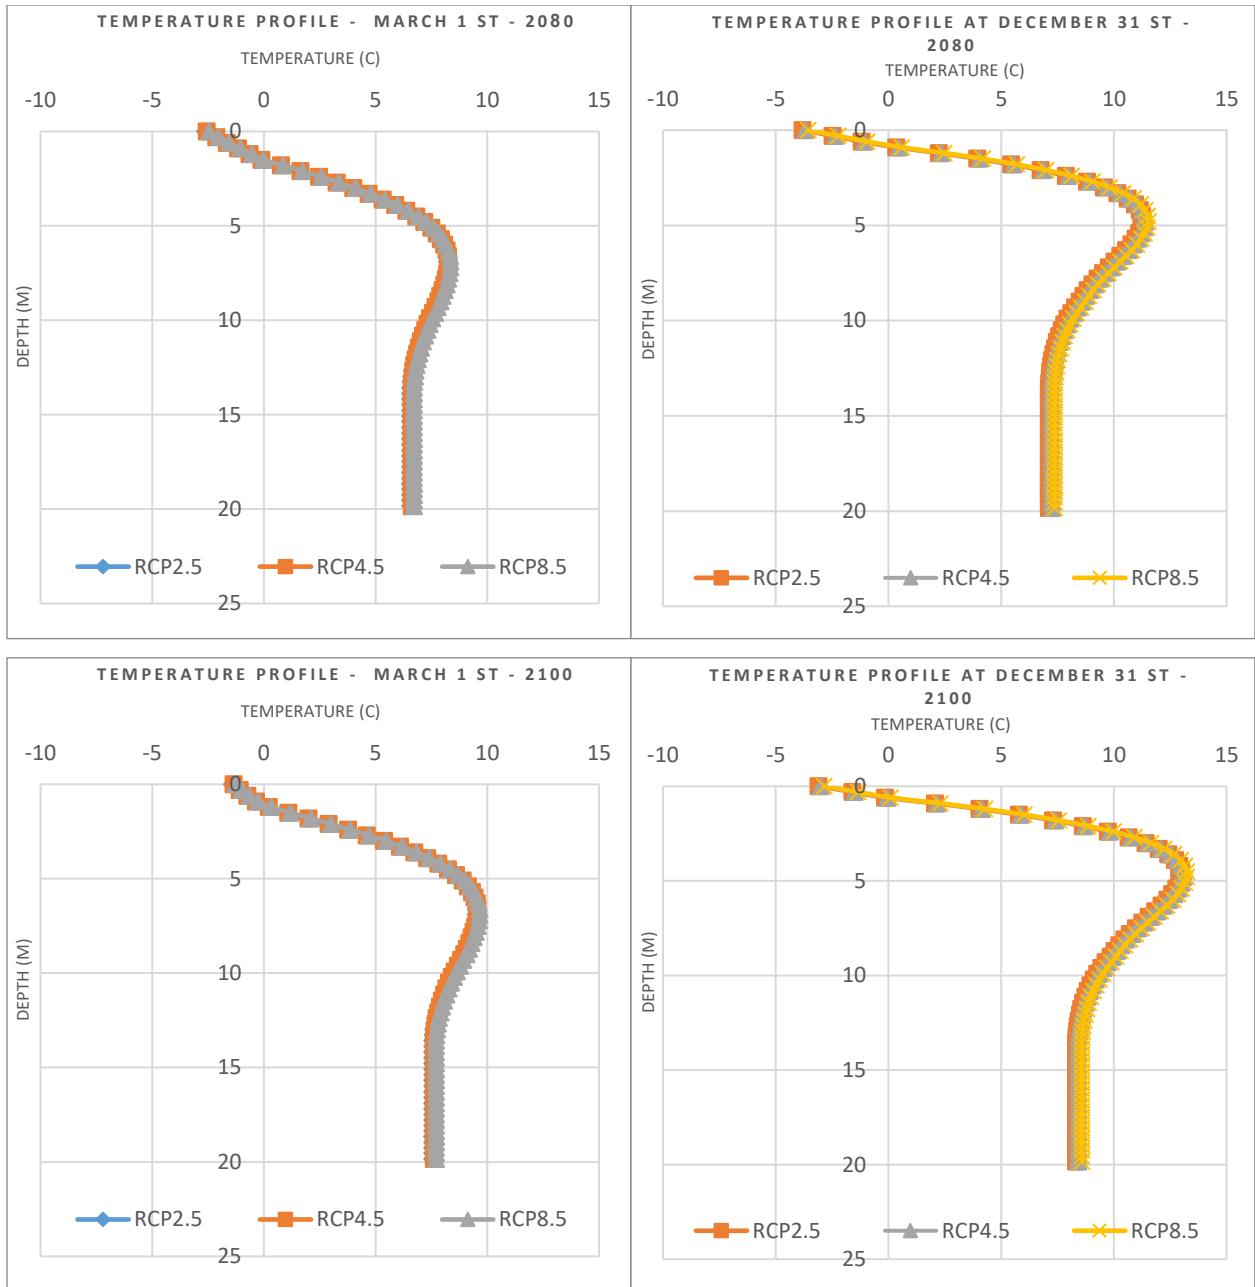 TEMPERATURE PROFILE - MARCH 1 ST - 2080
TEMPERATURE (C)
-10 -5 0 5 10 15
0
5
10
15
20
25
DEPTH (M)
RCP2.5 RCP4.5 RCP8.5
TEMPERATURE PROFILE AT DECEMBER 31 ST -
2080
TEMPERATURE (C)
-10 -5 0 5 10 15
0
5
10
15
20
25
DEPTH (M)
RCP2.5 RCP4.5 RCP8.5
TEMPERATURE PROFILE - MARCH 1 ST - 2100
TEMPERATURE (C)
-10 -5 0 5 10 15
0
5
10
15
20
25
DEPTH (M)
RCP2.5 RCP4.5 RCP8.5
TEMPERATURE PROFILE AT DECEMBER 31 ST -
2100
TEMPERATURE (C)
-10 -5 0 5 10 15
0
5
10
15
20
25
DEPTH (M)
RCP2.5 RCP4.5 RCP8.5